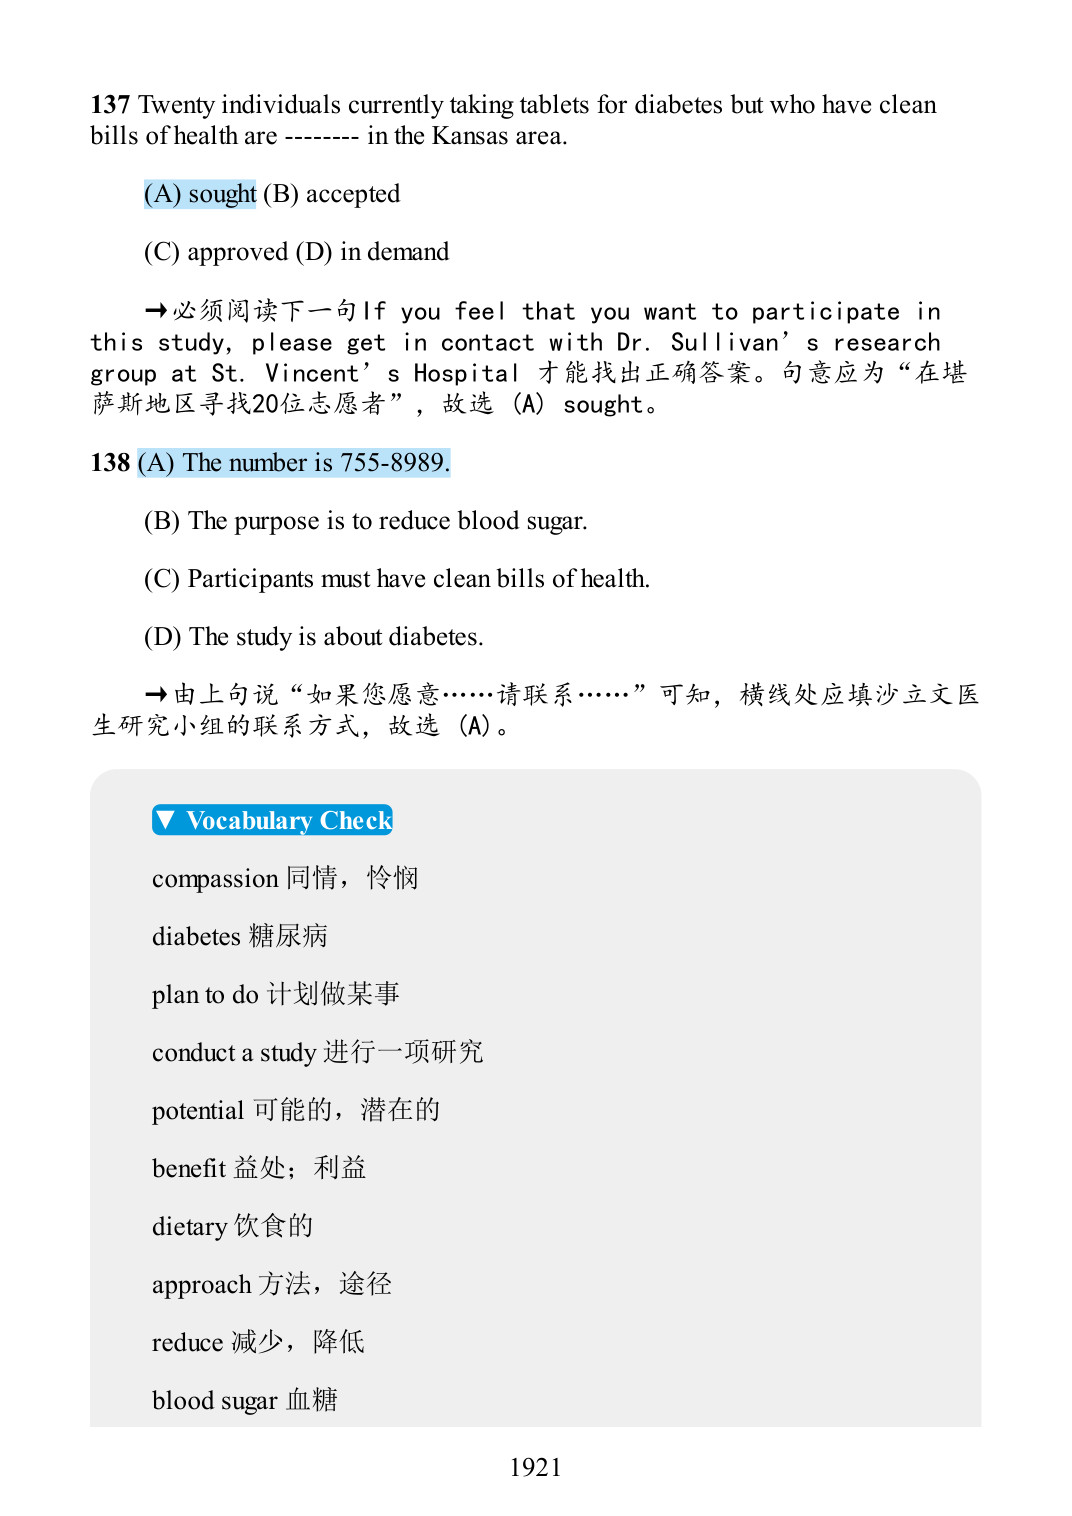 137 Twenty individuals currently taking tablets for diabetes but who have clean
bills of health are -------- in the Kansas area.
(A) sought (B) accepted
(C) approved (D) in demand
→必须阅读下一句If you feel that you want to participate in
this study, please get in contact with Dr. Sullivan’s research
group at St. Vincent’s Hospital 才能找出正确答案。句意应为“在堪
萨斯地区寻找20位志愿者”，故选 (A) sought。
138 (A) The number is 755-8989.
(B) The purpose is to reduce blood sugar.
(C) Participants must have clean bills of health.
(D) The study is about diabetes.
→由上句说“如果您愿意……请联系……”可知，横线处应填沙立文医
生研究小组的联系方式，故选 (A)。
▼ Vocabulary Check
compassion 同情，怜悯
diabetes 糖尿病
plan to do 计划做某事
conduct a study 进行一项研究
potential 可能的，潜在的
benefit 益处；利益
dietary 饮食的
approach 方法，途径
reduce 减少，降低
blood sugar 血糖
1921